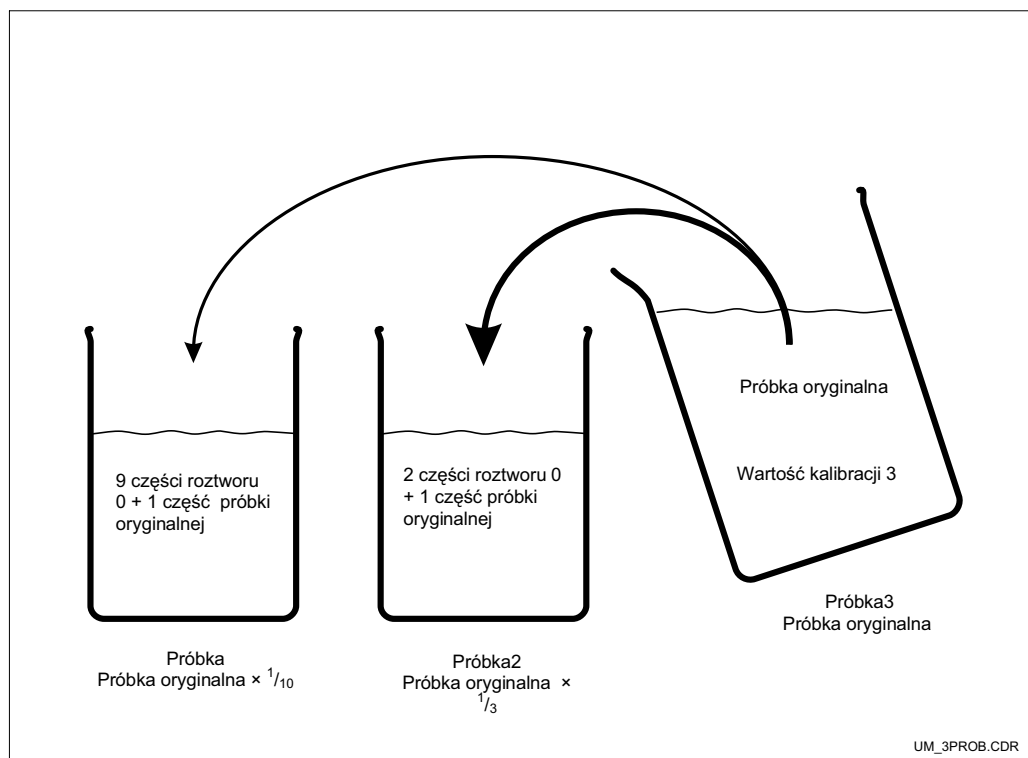 Próbka oryginalna
Wartość kalibracji 3
9 części roztworu
0 + 1 część próbki
oryginalnej
2 części roztworu 0
+ 1 część próbki
oryginalnej
Próbka3
Próbka oryginalna
Próbka
Próbka oryginalna × 1/10
Próbka2
Próbka oryginalna ×
1/3
UM_3PROB.CDR